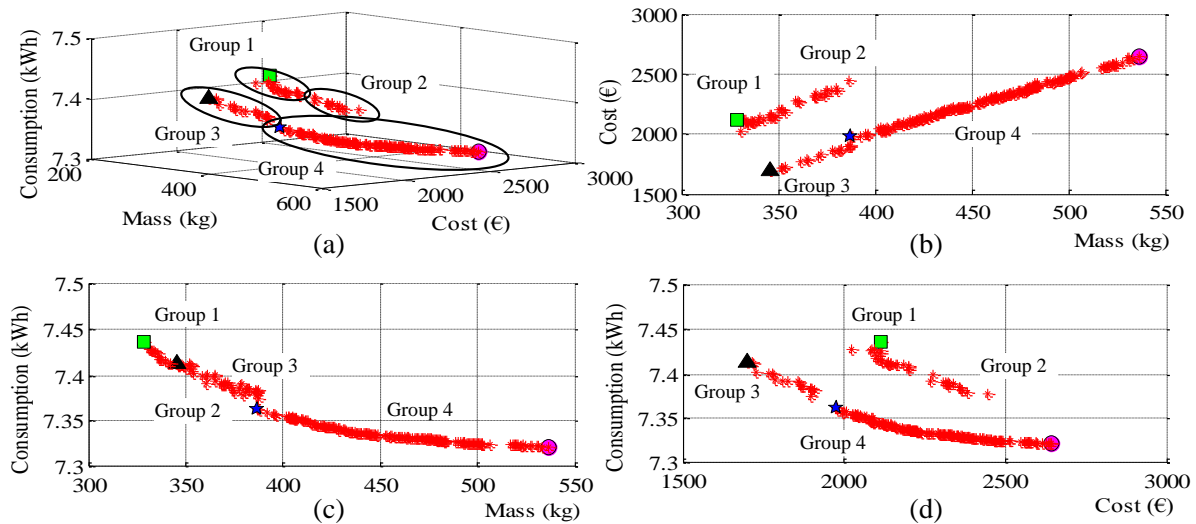 7.5
7.4
7.3
Consumption (kWh)
200
400
600
Mass (kg)
1500
2000
2500
3000
Cost (€)
Group 1
Group 2
Group 3
Group 4
(a)
3000
2500
2000
1500
Cost (€)
300
350
400
450
500
550
Mass (kg)
Group 1
Group 2
Group 3
Group 4
(b)
7.5
7.45
7.4
7.35
7.3
Consumption (kWh)
300
350
400
450
500
550
Mass (kg)
Group 1
Group 3
Group 2
Group 4
(c)
7.5
7.45
7.4
7.35
7.3
Consumption (kWh)
1500
2000
2500
3000
Cost (€)
Group 1
Group 2
Group 3
Group 4
(d)